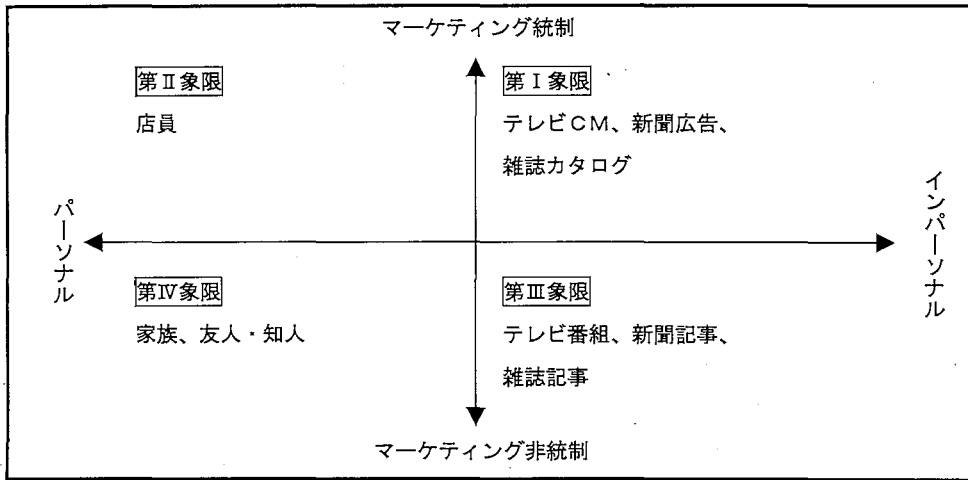 マーケティング統制
第Ⅱ象限
店員
第Ⅰ象限
テレビCM、新聞広告、
雑誌カタログ
パーソナル
インパーソナル
第Ⅳ象限
家族、友人・知人
第Ⅲ象限
テレビ番組、新聞記事、
雑誌記事
マーケティング非統制